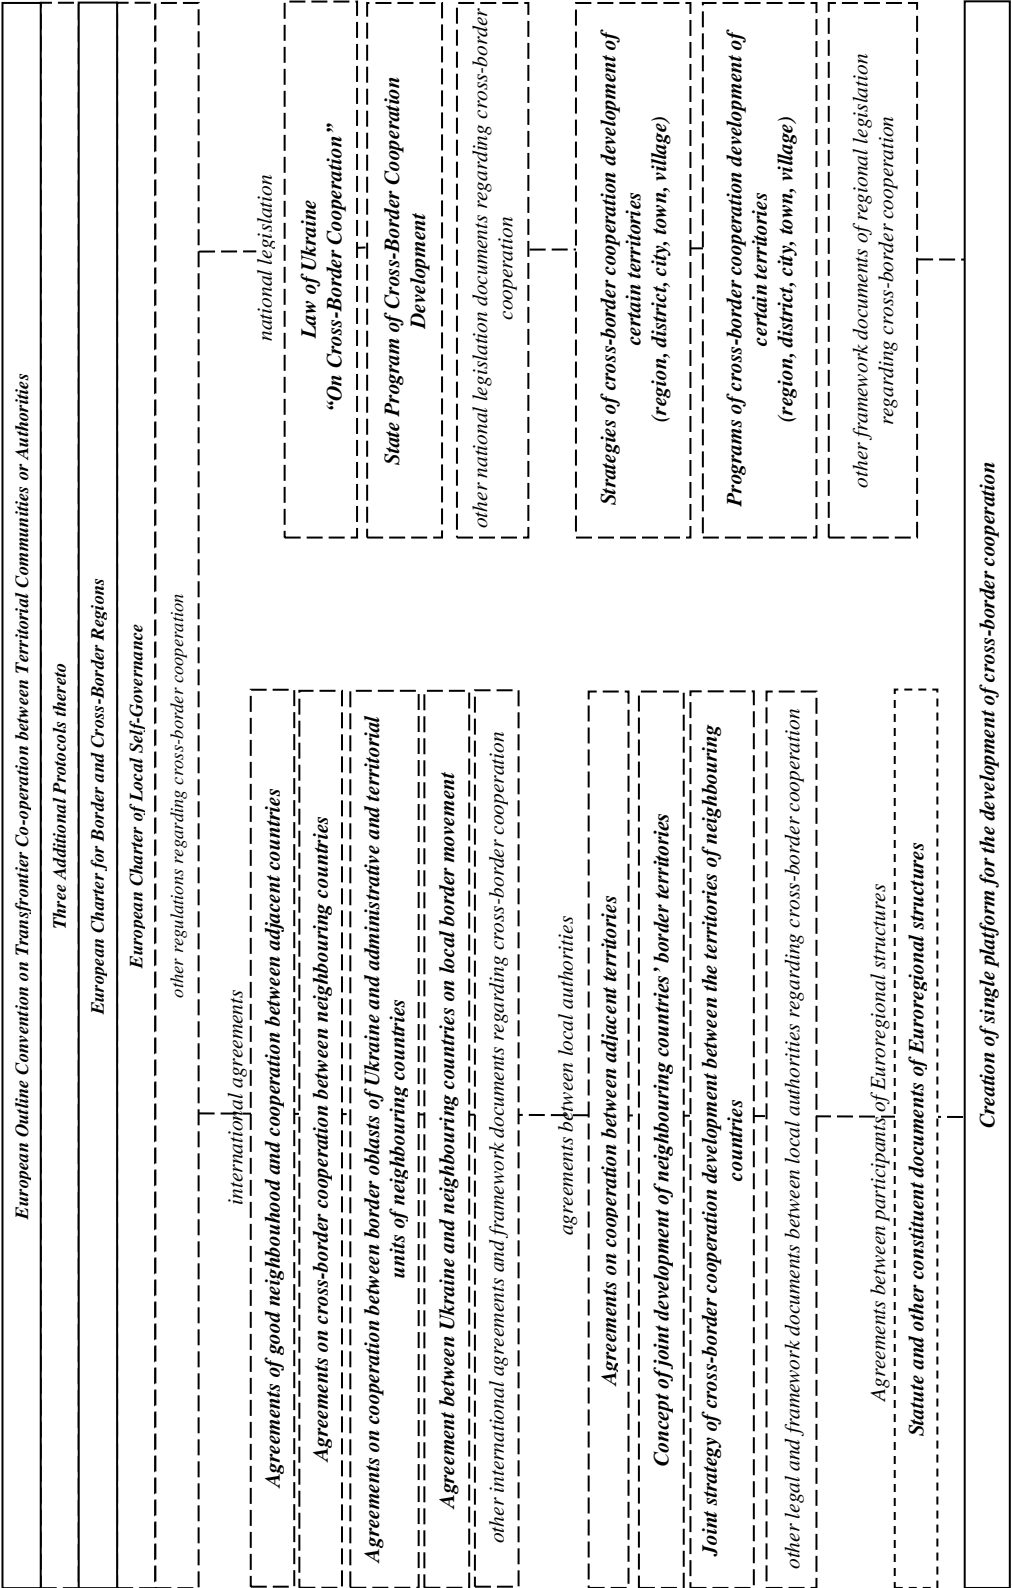 European Outline Convention on Transfrontier Co-operation between Territorial Communities or Authorities
Three Additional Protocols thereto
European Charter for Border and Cross-Border Regions
European Charter of Local Self-Governance
other regulations regarding cross-border cooperation
international agreements
Agreements of good neighbouhood and cooperation between adjacent countries
Agreements on cross-border cooperation between neighbouring countries
Agreements on cooperation between border oblasts of Ukraine and administrative and territorial
units of neighbouring countries
Agreement between Ukraine and neighbouring countries on local border movement
other international agreements and framework documents regarding cross-border cooperation
agreements between local authorities
Agreements on cooperation between adjacent territories
Concept of joint development of neighbouring countries' border territories
Joint strategy of cross-border cooperation development between the territories of neighbouring
countries
other legal and framework documents between local authorities regarding cross-border cooperation
Agreements between participants of Euroregional structures
Statute and other constituent documents of Euroregional structures
national legislation
Law of Ukraine
“On Cross-Border Cooperation”
State Program of Cross-Border Cooperation
Development
other national legislation documents regarding cross-border
cooperation
Strategies of cross-border cooperation development of
certain territories
(region, district, city, town, village)
Programs of cross-border cooperation development of
certain territories
(region, district, city, town, village)
other framework documents of regional legislation
regarding cross-border cooperation
Creation of single platform for the development of cross-border cooperation